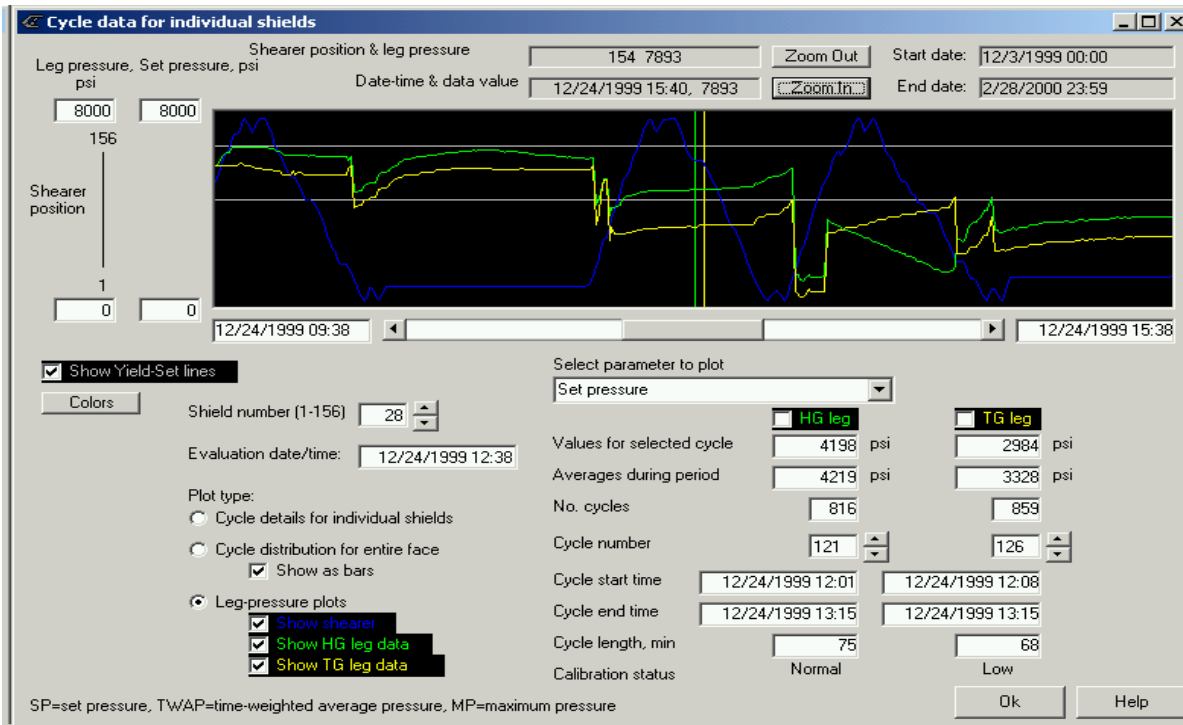 Cycle data for individual shields
Shearer position & leg pressure 154 7893 Zoom Out Start date: 12/3/1999 00:00
Leg pressure, psi Set pressure, psi
Date-time & data value 12/24/1999 15:40, 7893 Zoom In End date: 2/28/2000 23:59
8000 8000
156
Shearer position
1
0 0
12/24/1999 09:38 12/24/1999 15:38
Show Yield-Set lines
Colors
Shield number (1-156) 28
Evaluation date/time: 12/24/1999 12:38
Plot type:
Cycle details for individual shields
Cycle distribution for entire face
Show as bars
Leg-pressure plots
Show shearer
Show HG leg data
Show TG leg data
Select parameter to plot
Set pressure
HG leg TG leg
Values for selected cycle 4198 psi 2984 psi
Averages during period 4219 psi 3328 psi
No. cycles 816 859
Cycle number 121 126
Cycle start time 12/24/1999 12:01 12/24/1999 12:08
Cycle end time 12/24/1999 13:15 12/24/1999 13:15
Cycle length, min 75 68
Calibration status Normal Low
SP=set pressure, TWAP=time-weighted average pressure, MP=maximum pressure
Ok Help